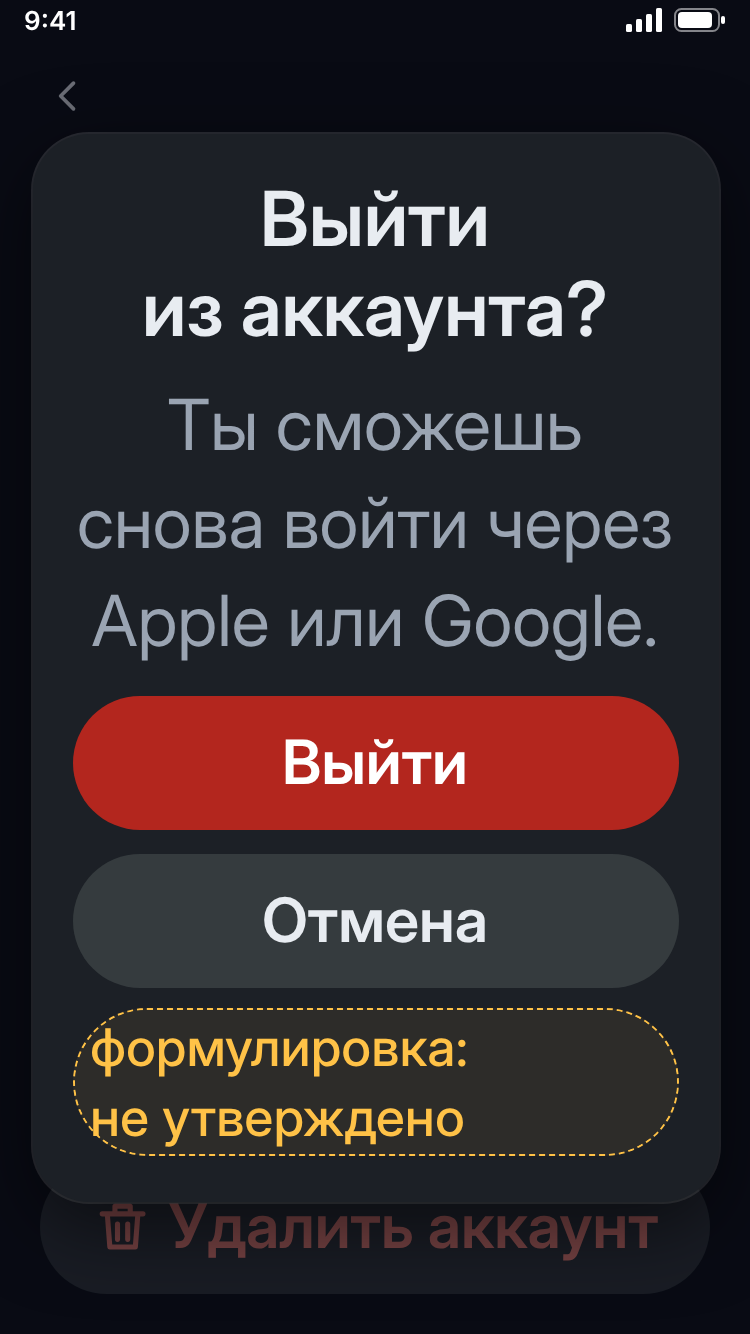 9:41
Выйти
из аккаунта?
Ты сможешь
снова войти через
Apple или Google.
Выйти
Отмена
формулировка:
не утверждено
Удалить аккаунт